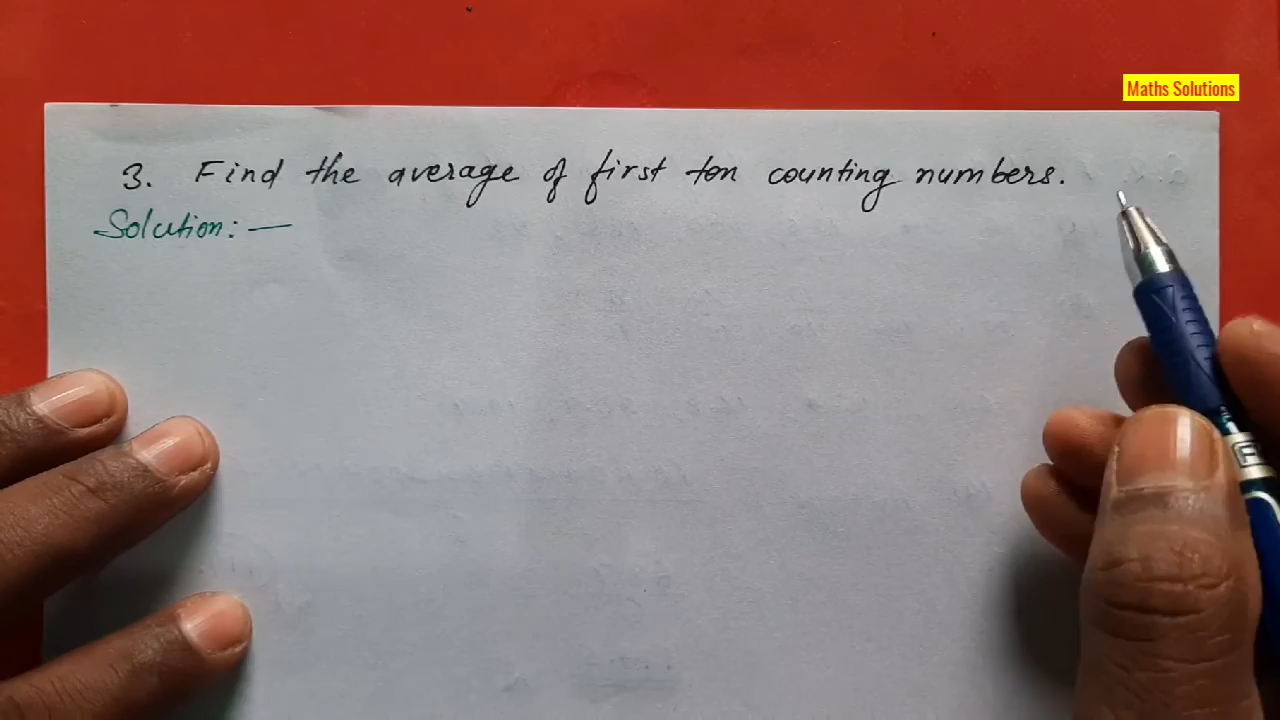 Maths Solutions
3. Find the average of first ten counting numbers.
Solution:—